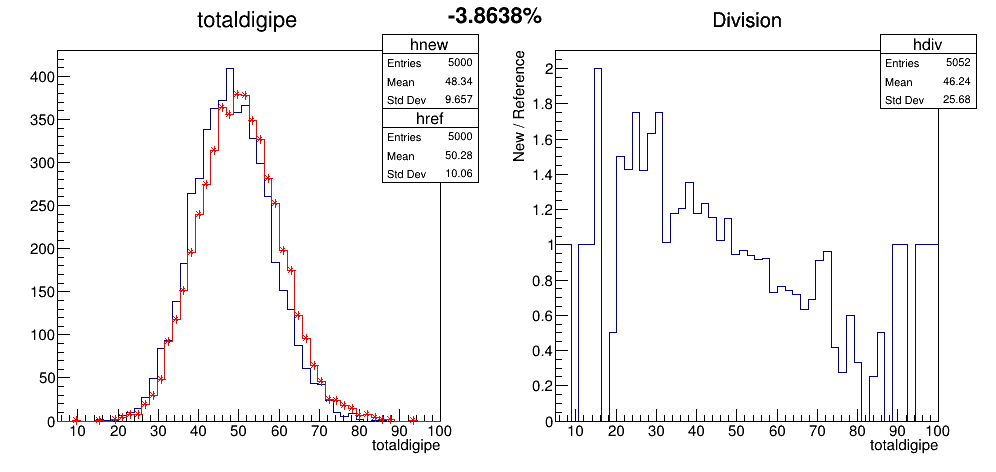 -3.8638%
totaldigipe
hnew
Entries 5000
Mean 48.34
Std Dev 9.657
href
Entries 5000
Mean 50.28
Std Dev 10.06
400
350
300
250
200
150
100
50
0
10 20 30 40 50 60 70 80 90 100
totaldigipe
Division
hdiv
Entries 5052
Mean 46.24
Std Dev 25.68
New / Reference
2
1.8
1.6
1.4
1.2
1
0.8
0.6
0.4
0.2
0
10 20 30 40 50 60 70 80 90 100
totaldigipe